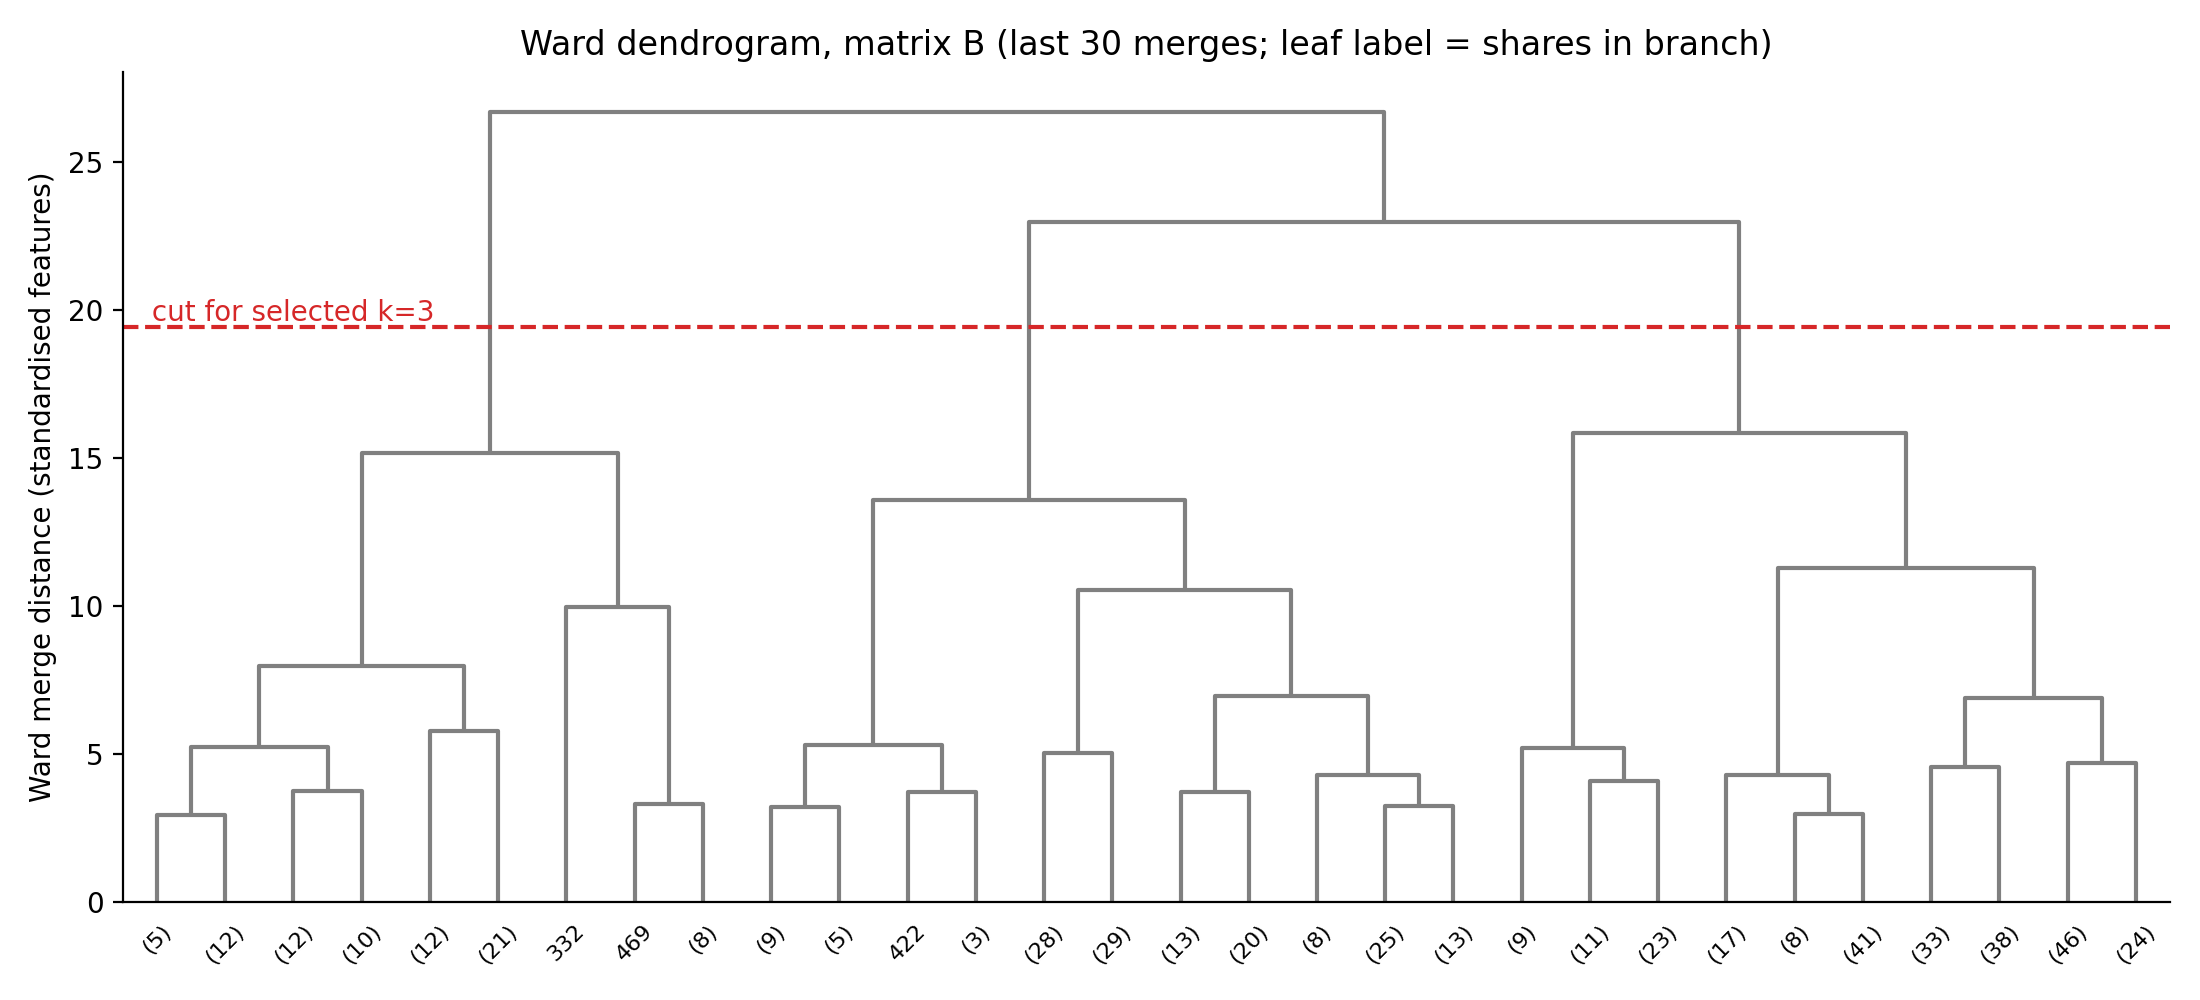 Ward dendrogram, matrix B (last 30 merges; leaf label = shares in branch)
Ward merge distance (standardised features)
25
20
15
10
5
0
cut for selected k=3
(5) (12) (12) (10) (12) (21) 332 469 (8) (9) (5) 422 (3) (28) (29) (13) (20) (8) (25) (13) (9) (11) (23) (17) (8) (41) (33) (38) (46) (24)